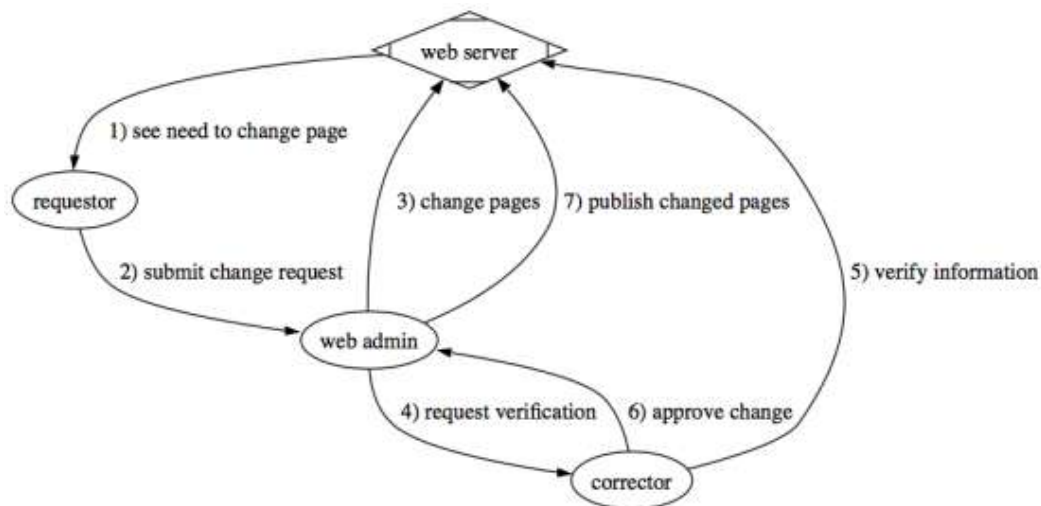 web server
1) see need to change page
requestor
3) change pages
7) publish changed pages
2) submit change request
5) verify information
web admin
4) request verification
6) approve change
corrector